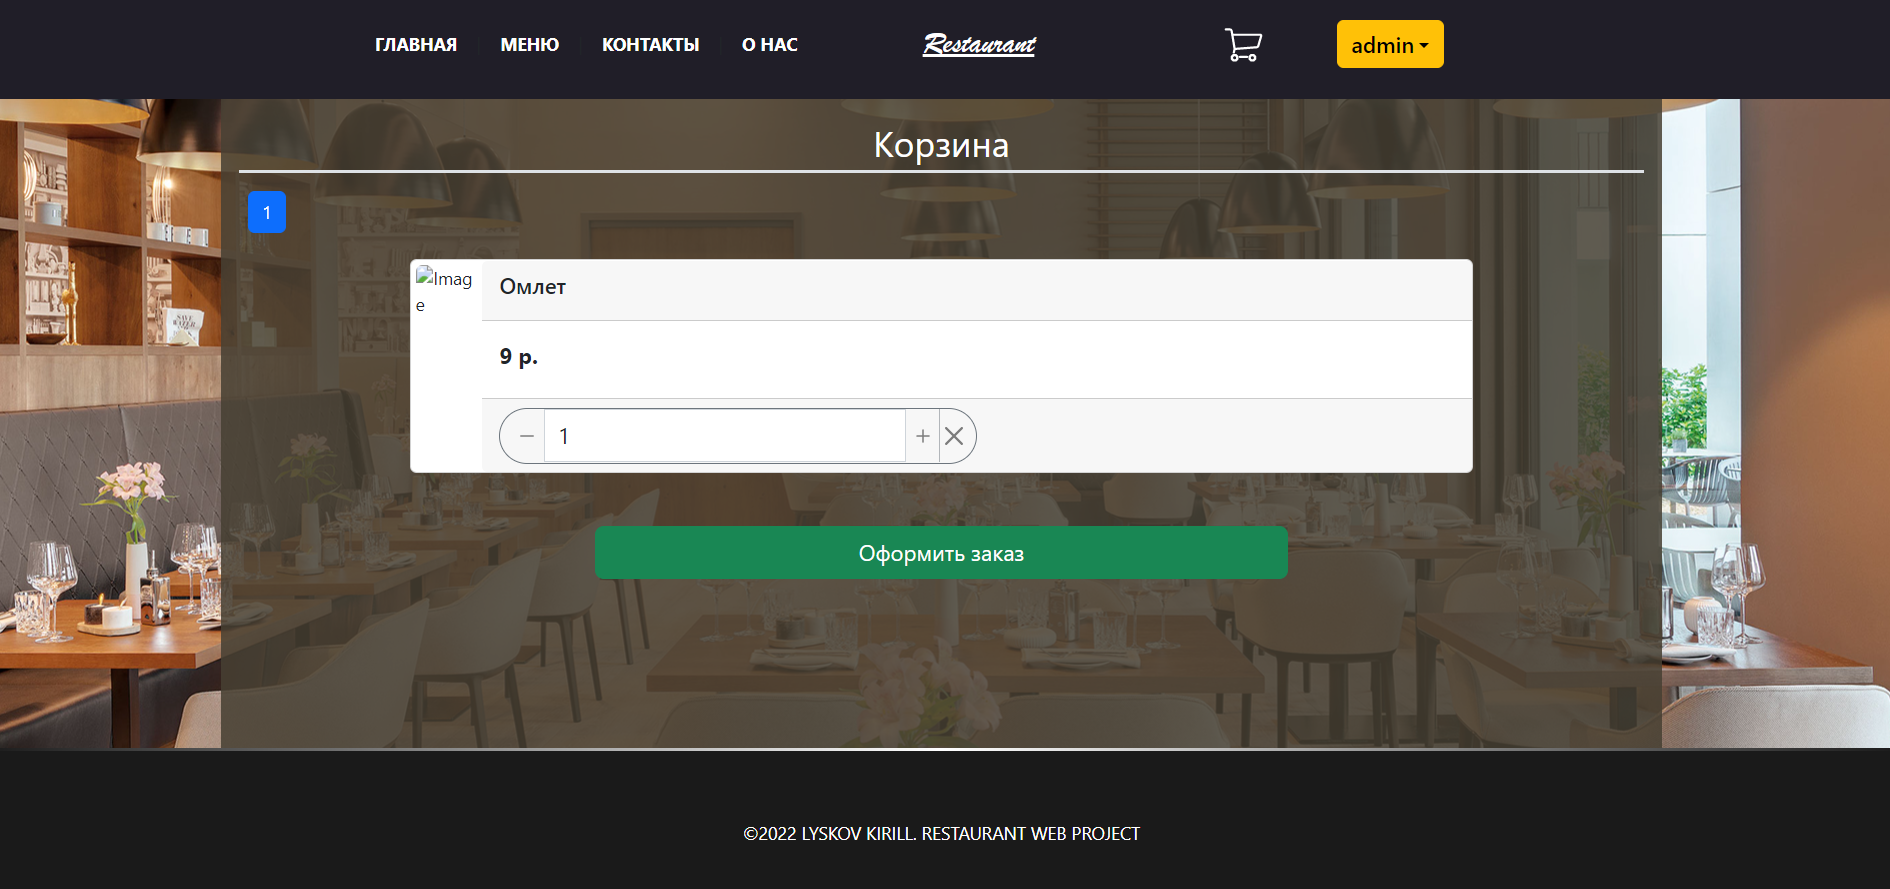 ГЛАВНАЯ
МЕНЮ
КОНТАКТЫ
О НАС
Restaurant
admin
Корзина
1
Image
Омлет
9 р.
1
Оформить заказ
©2022 LYSKOV KIRILL. RESTAURANT WEB PROJECT